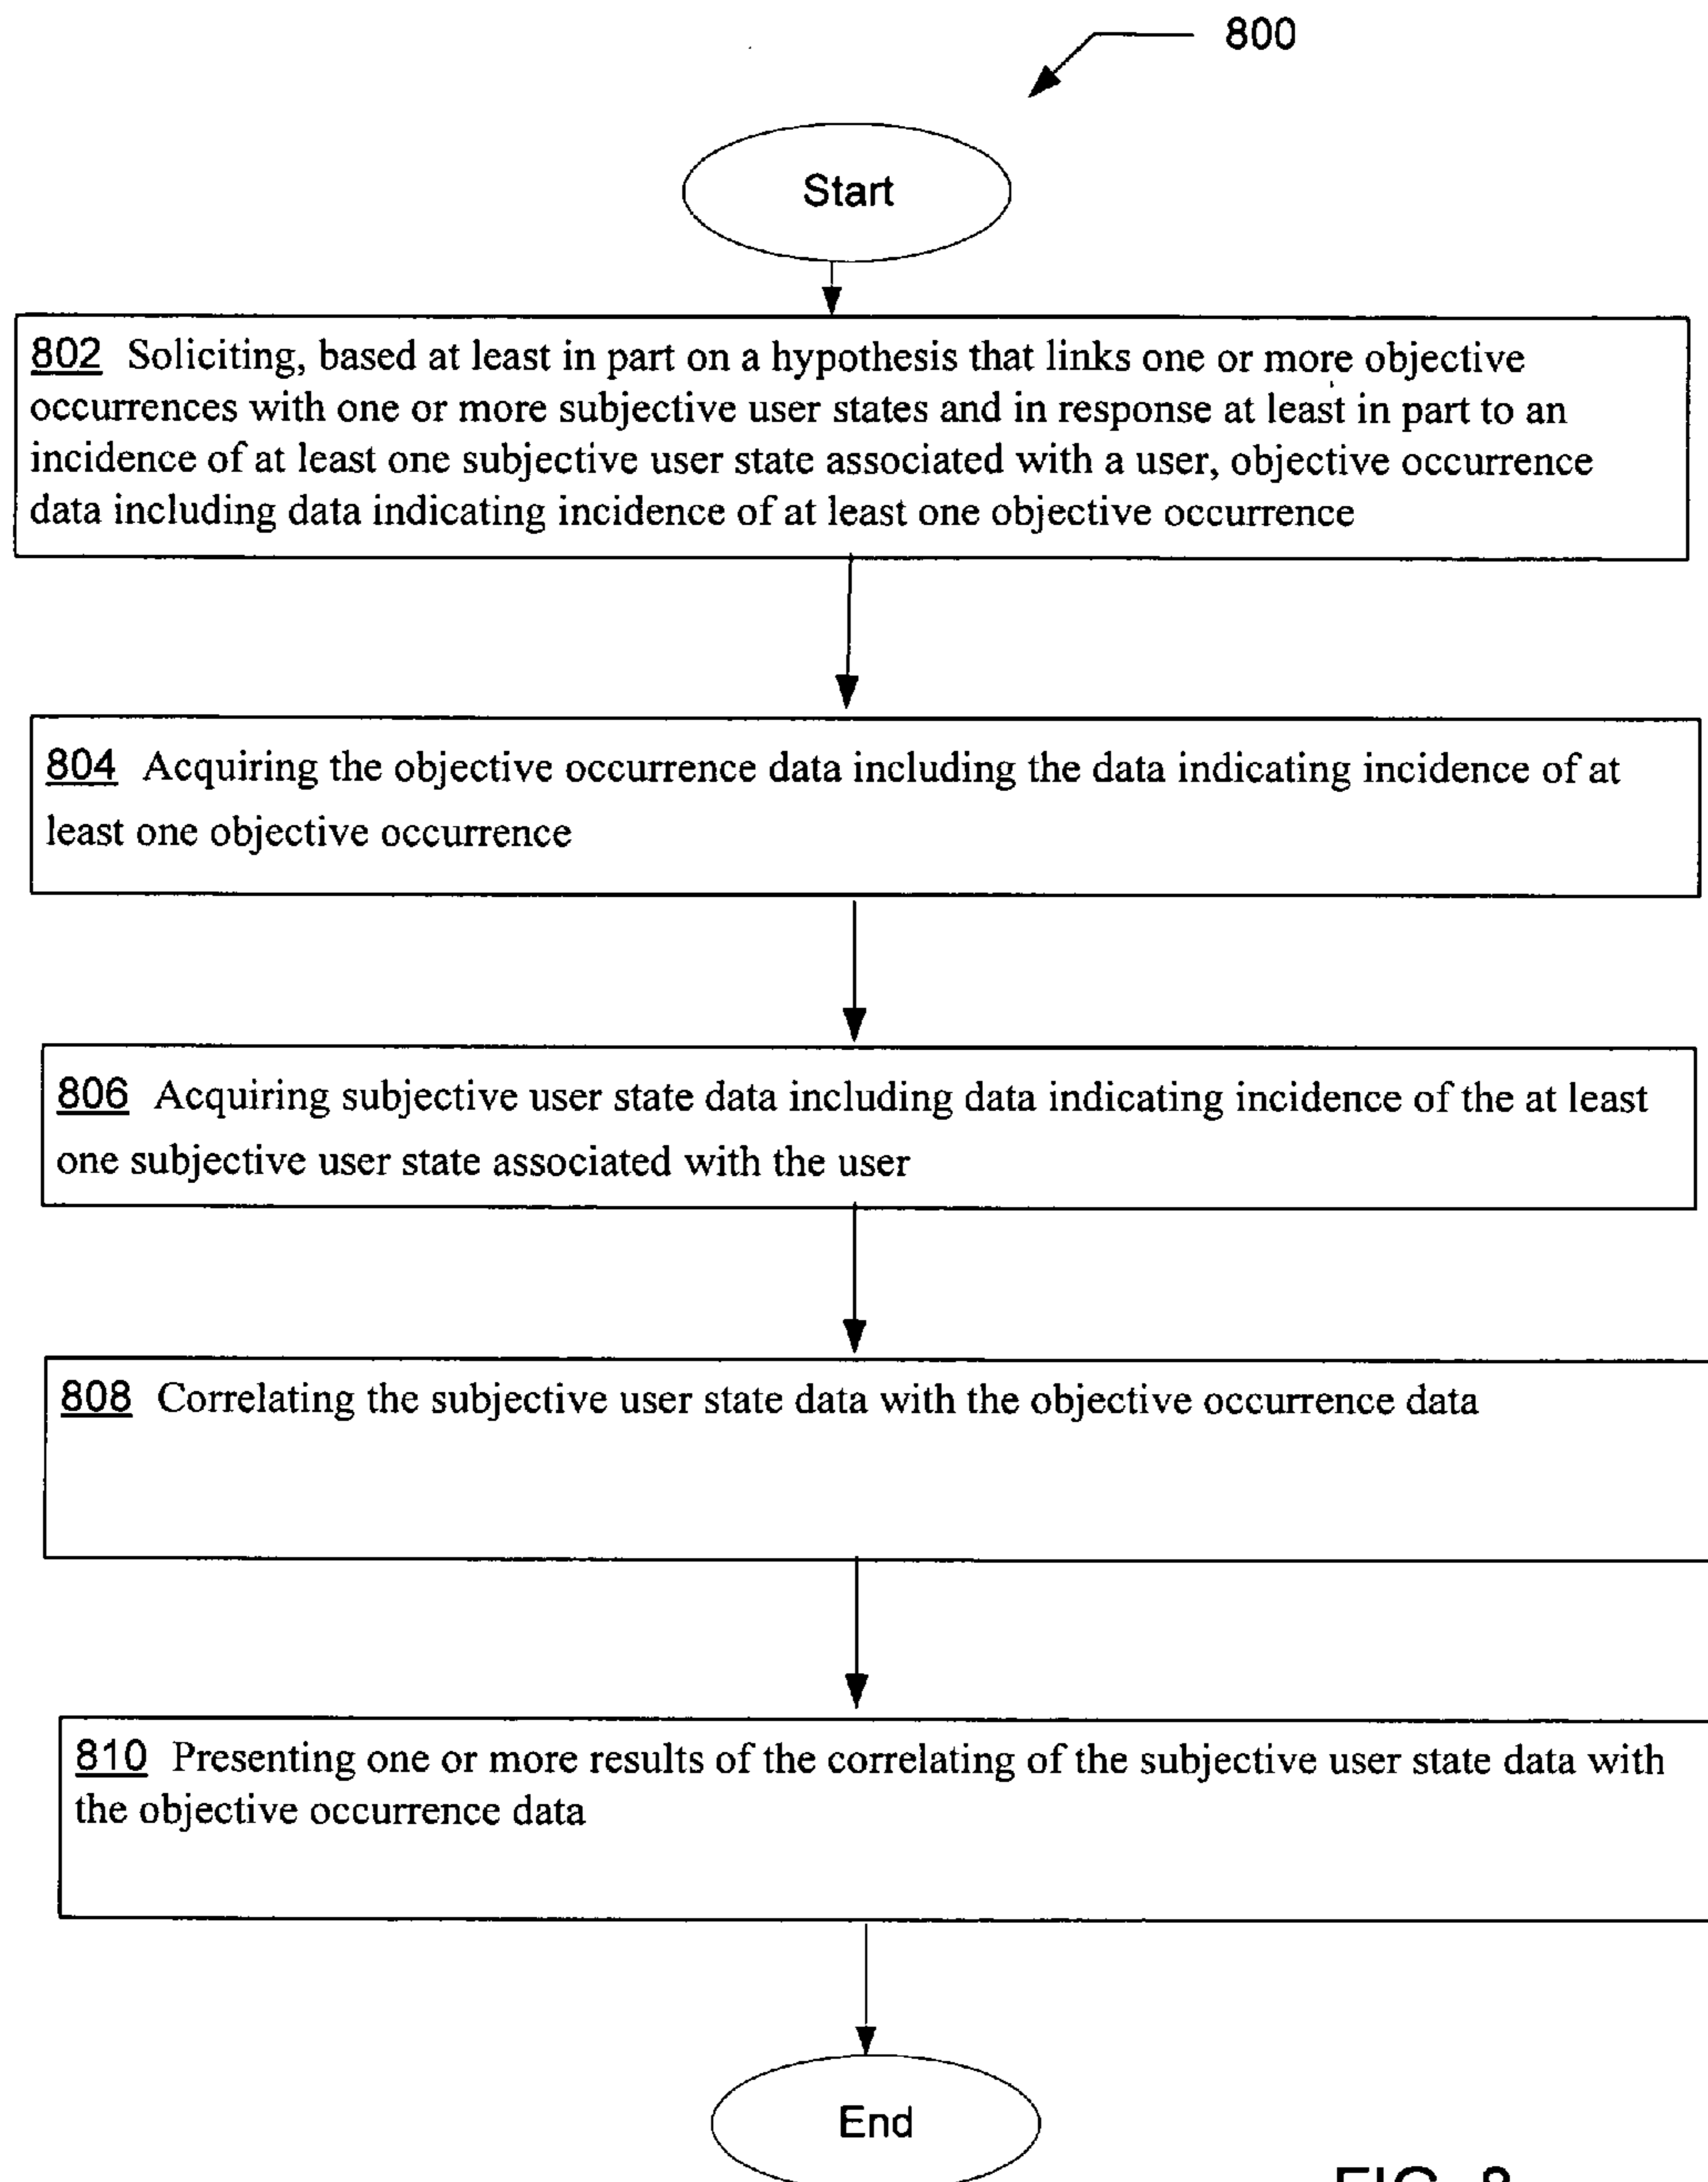 800
Start
802 Soliciting, based at least in part on a hypothesis that links one or more objective
occurrences with one or more subjective user states and in response at least in part to an
incidence of at least one subjective user state associated with a user, objective occurrence
data including data indicating incidence of at least one objective occurrence
804 Acquiring the objective occurrence data including the data indicating incidence of at
least one objective occurrence
806 Acquiring subjective user state data including data indicating incidence of the at least
one subjective user state associated with the user
808 Correlating the subjective user state data with the objective occurrence data
810 Presenting one or more results of the correlating of the subjective user state data with
the objective occurrence data
End
FIG. 8